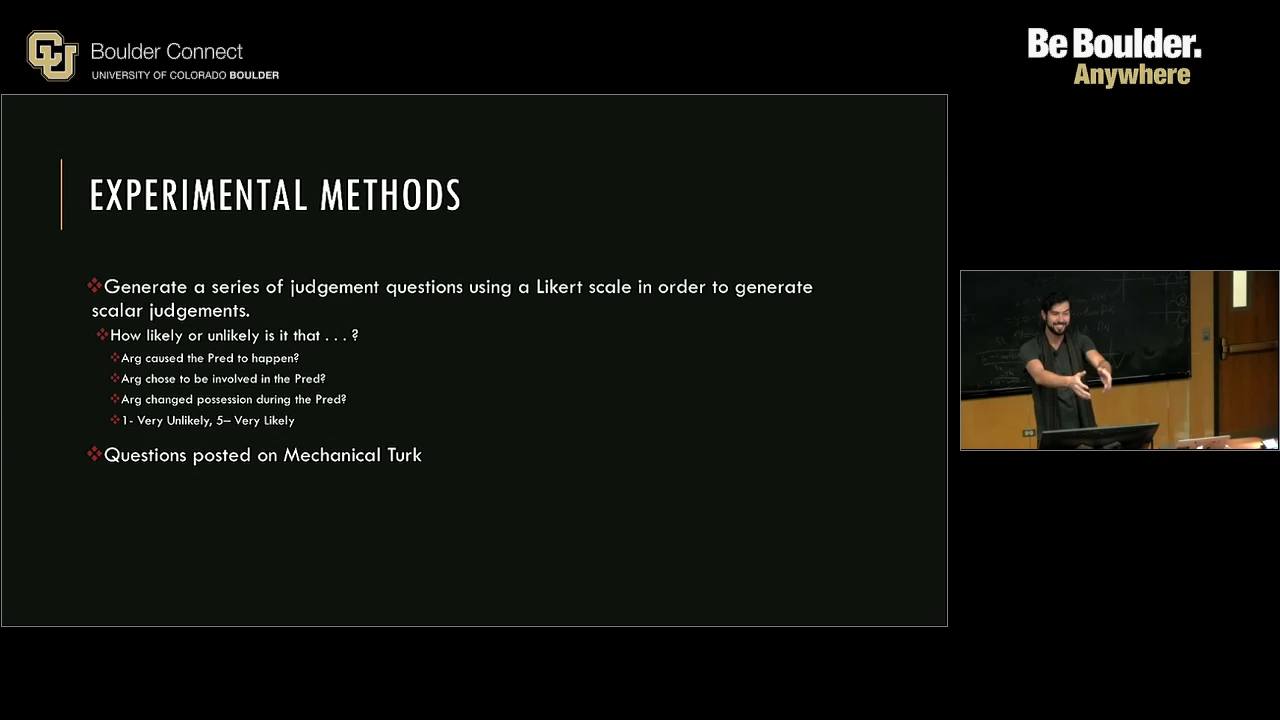 Boulder Connect
UNIVERSITY OF COLORADO BOULDER
Be Boulder.
Anywhere
EXPERIMENTAL METHODS
Generate a series of judgement questions using a Likert scale in order to generate
scalar judgements.
How likely or unlikely is it that . . . ?
Arg caused the Pred to happen?
Arg chose to be involved in the Pred?
Arg changed possession during the Pred?
1- Very Unlikely, 5– Very Likely
Questions posted on Mechanical Turk